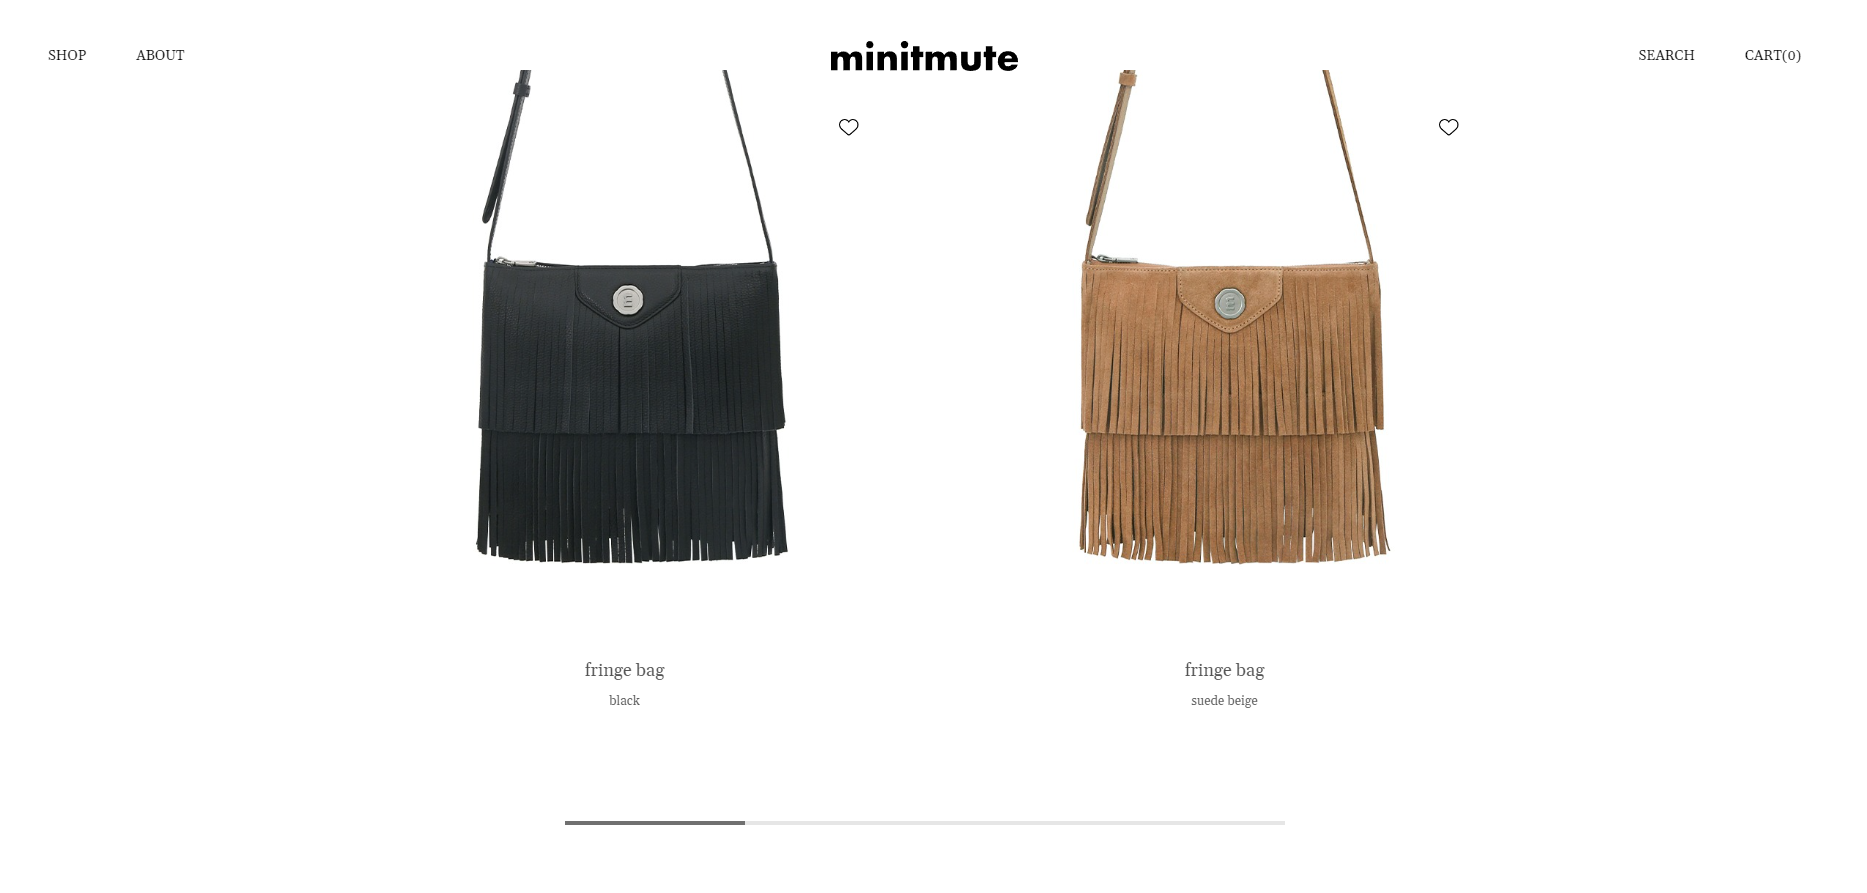 SHOP
ABOUT
minitmute
SEARCH
CART(0)
E
E
fringe bag
black
fringe bag
suede beige